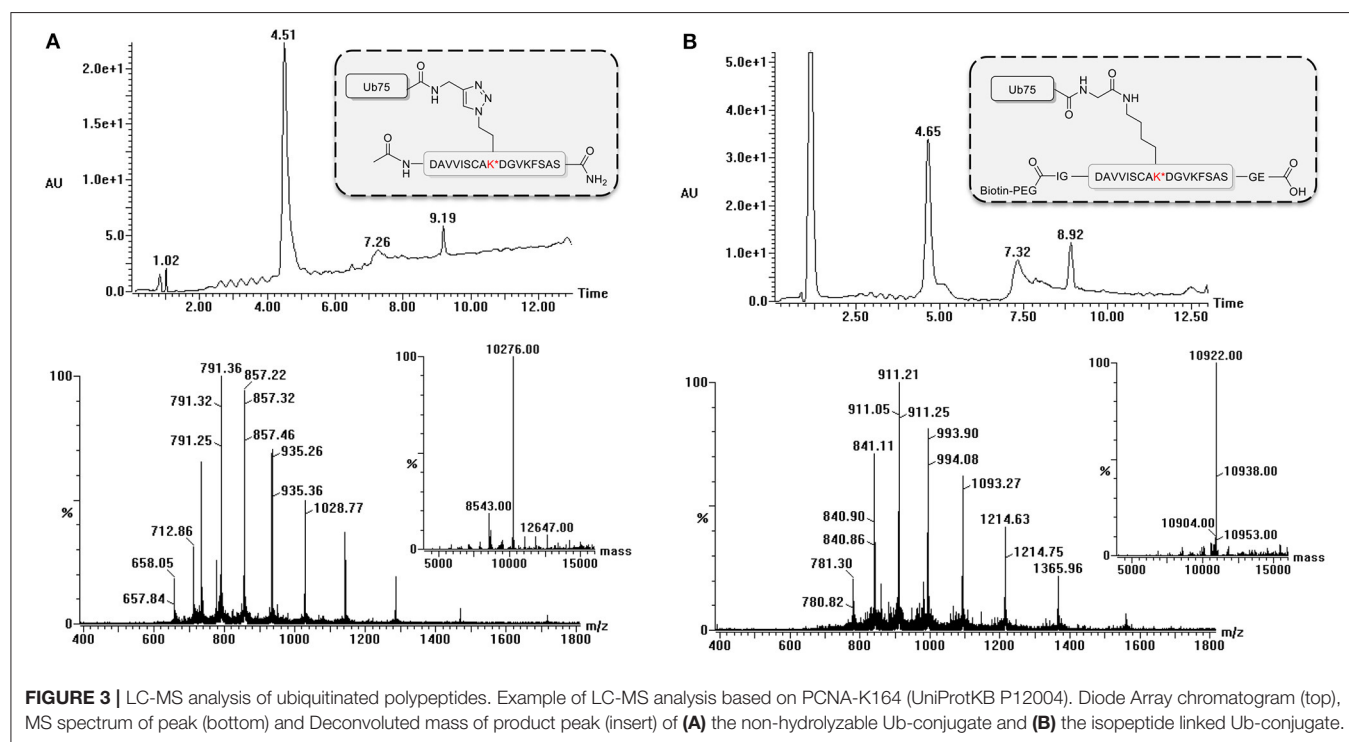 A
4.51
2.0e+1
1.5e+1
AU
1.0e+1
5.0
0.0
1.02
7.26
9.19
2.00
4.00
6.00
8.00
10.00
12.00
Time
Ub75
O
N
H
N
N
N
O
N
H
DAVVISCAK*DGVKFSAS
O
NH2
B
5.0e+1
4.0e+1
3.0e+1
AU
2.0e+1
1.0e+1
0.0
4.65
7.32
8.92
2.50
5.00
7.50
10.00
12.50
Time
Ub75
O
H
N
O
NH
Biotin-PEG
O
IG
DAVVISCAK*DGVKFSAS
GE
O
OH
100
%
0
791.36
791.32
791.25
857.22
857.32
857.46
935.26
935.36
1028.77
712.86
658.05
657.84
400
600
800
1000
1200
1400
1600
1800
m/z
100
%
0
10276.00
8543.00
12647.00
5000
10000
15000
mass
100
%
0
911.21
911.05
911.25
841.11
993.90
994.08
840.90
840.86
1093.27
1214.63
1214.75
1365.96
781.30
780.82
400
600
800
1000
1200
1400
1600
1800
m/z
100
%
0
10922.00
10938.00
10904.00
10953.00
5000
10000
15000
mass
FIGURE 3 | LC-MS analysis of ubiquitinated polypeptides. Example of LC-MS analysis based on PCNA-K164 (UniProtKB P12004). Diode Array chromatogram (top),
MS spectrum of peak (bottom) and Deconvoluted mass of product peak (insert) of (A) the non-hydrolyzable Ub-conjugate and (B) the isopeptide linked Ub-conjugate.